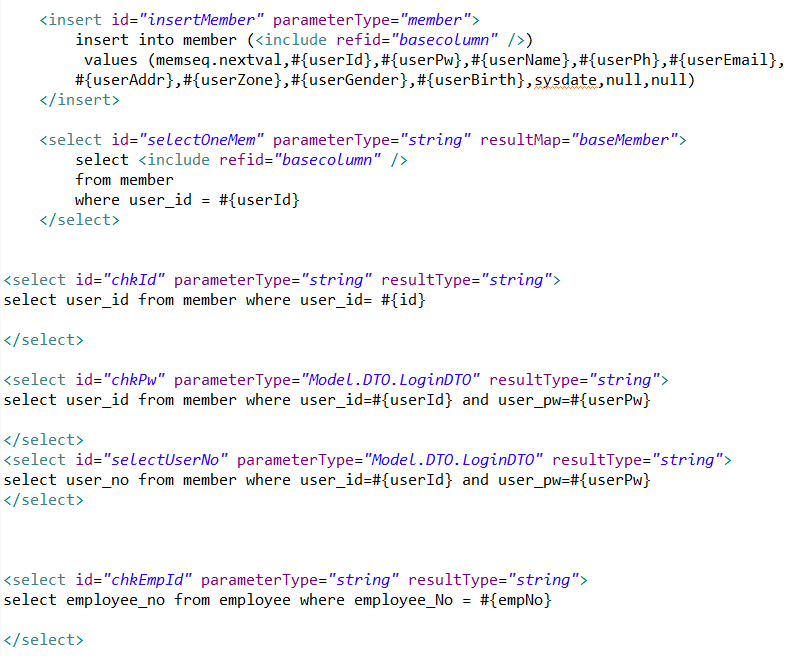 <insert id="insertMember" parameterType="member">
insert into member (<include refid="basecolumn" />)
values (memseq.nextval,#{userId},#{userPw},#{userName},#{userPh},#{userEmail},
#{userAddr},#{userZone},#{userGender},#{userBirth},sysdate,null,null)
</insert>
<select id="selectOneMem" parameterType="string" resultMap="baseMember">
select <include refid="basecolumn" />
from member
where user_id = #{userId}
</select>
<select id="chkId" parameterType="string" resultType="string">
select user_id from member where user_id= #{id}
</select>
<select id="chkPw" parameterType="Model.DTO.LoginDTO" resultType="string">
select user_id from member where user_id=#{userId} and user_pw=#{userPw}
</select>
<select id="selectUserNo" parameterType="Model.DTO.LoginDTO" resultType="string">
select user_no from member where user_id=#{userId} and user_pw=#{userPw}
</select>
<select id="chkEmpId" parameterType="string" resultType="string">
select employee_no from employee where employee_No = #{empNo}
</select>